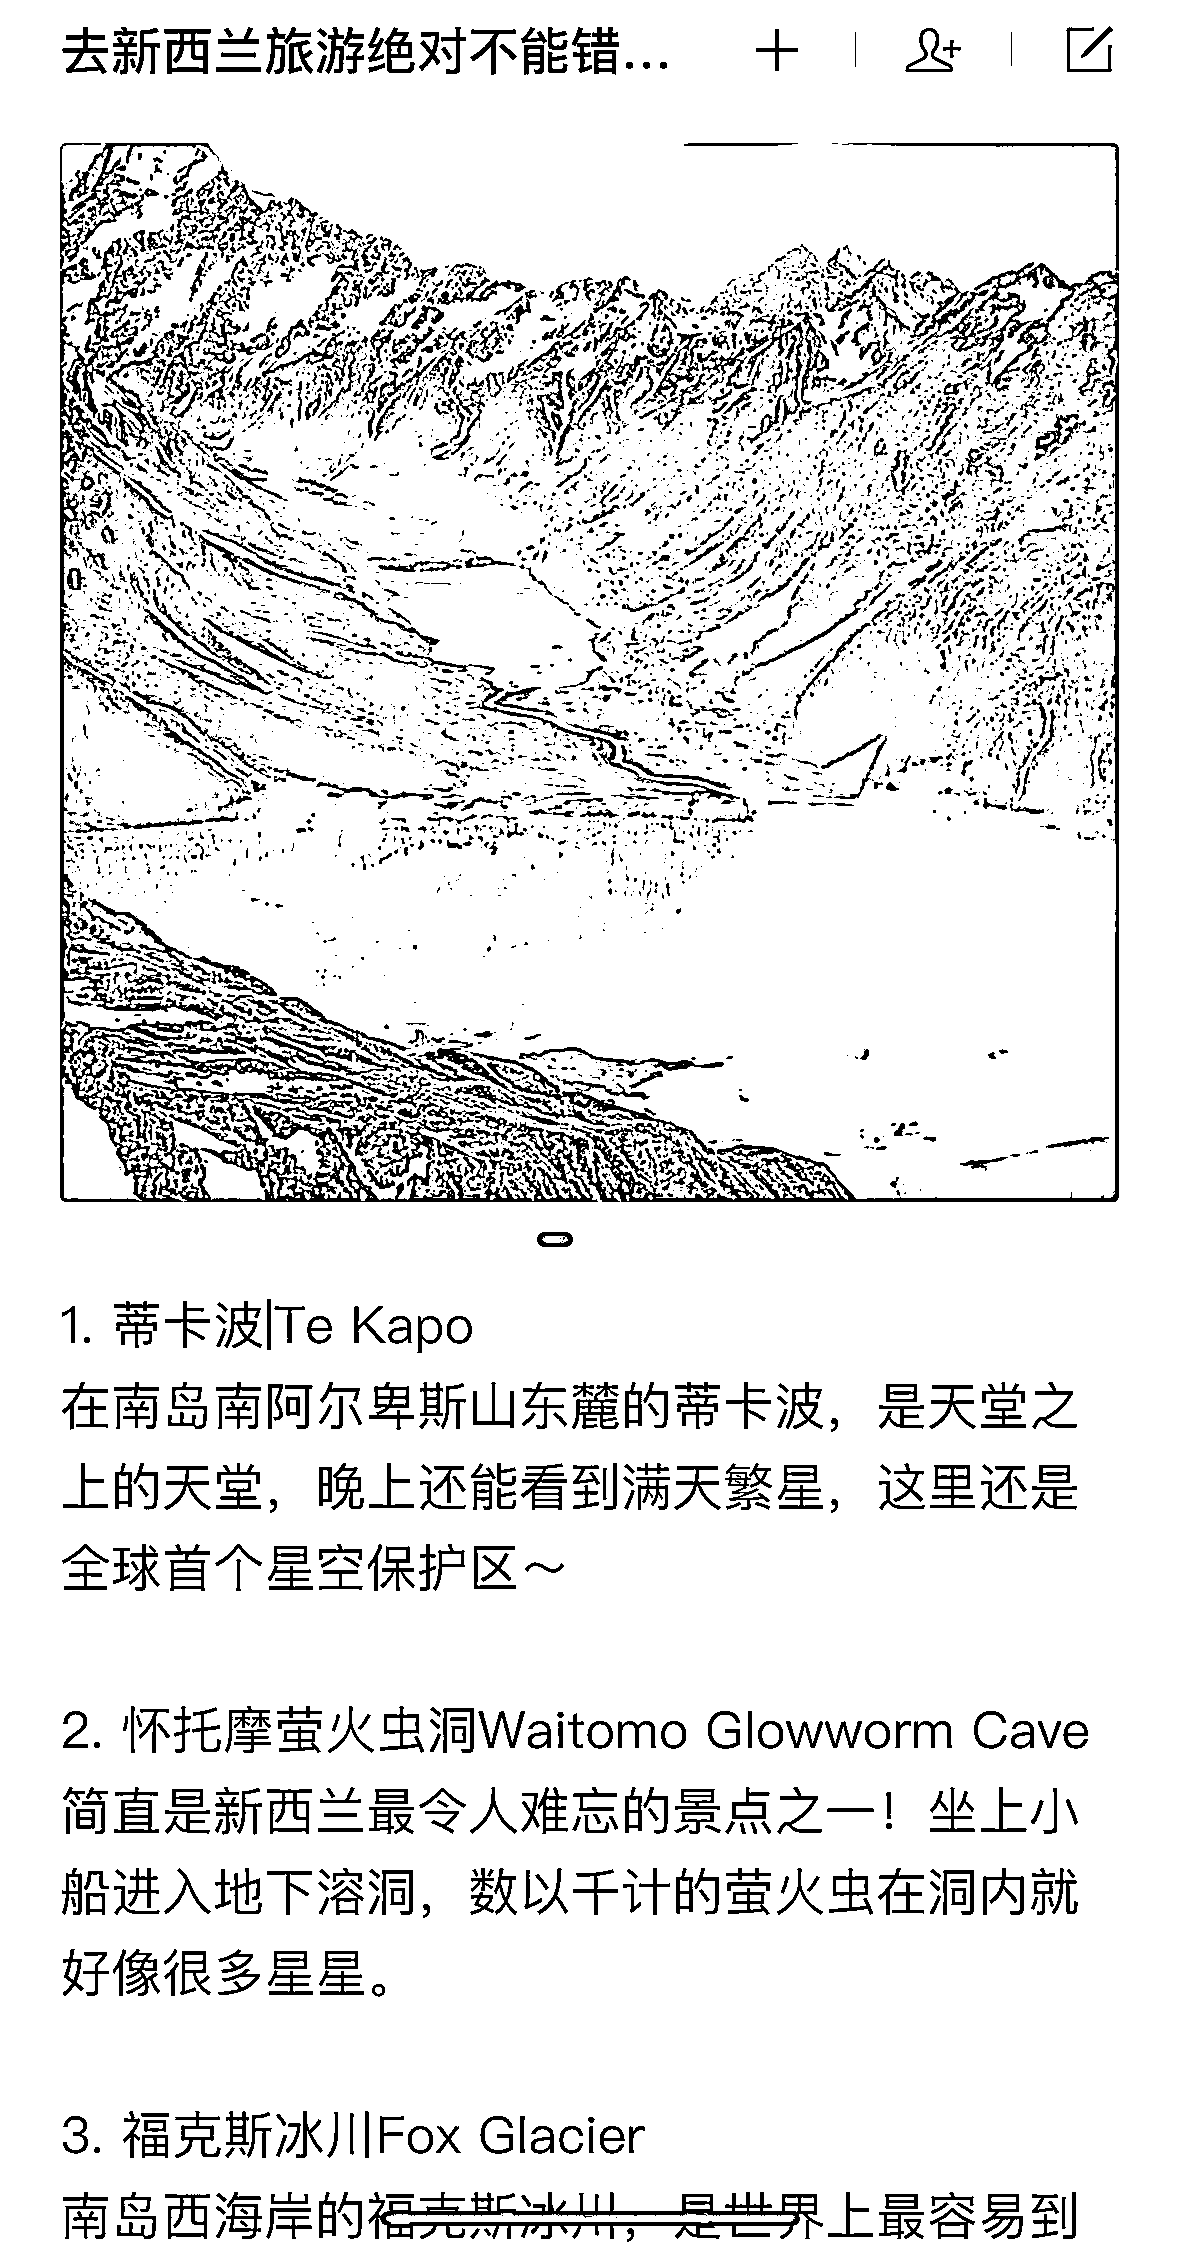 去新西兰旅游绝对不能错...
1. 蒂卡波|Te Kapo
在南岛南阿尔卑斯山东麓的蒂卡波，是天堂之
上的天堂，晚上还能看到满天繁星，这里还是
全球首个星空保护区～
2. 怀托摩萤火虫洞Waitomo Glowworm Cave
简直是新西兰最令人难忘的景点之一！坐上小
船进入地下溶洞，数以千计的萤火虫在洞内就
好像很多星星。
3. 福克斯冰川|Fox Glacier
南岛西海岸的福克斯冰川，是世界上最容易到